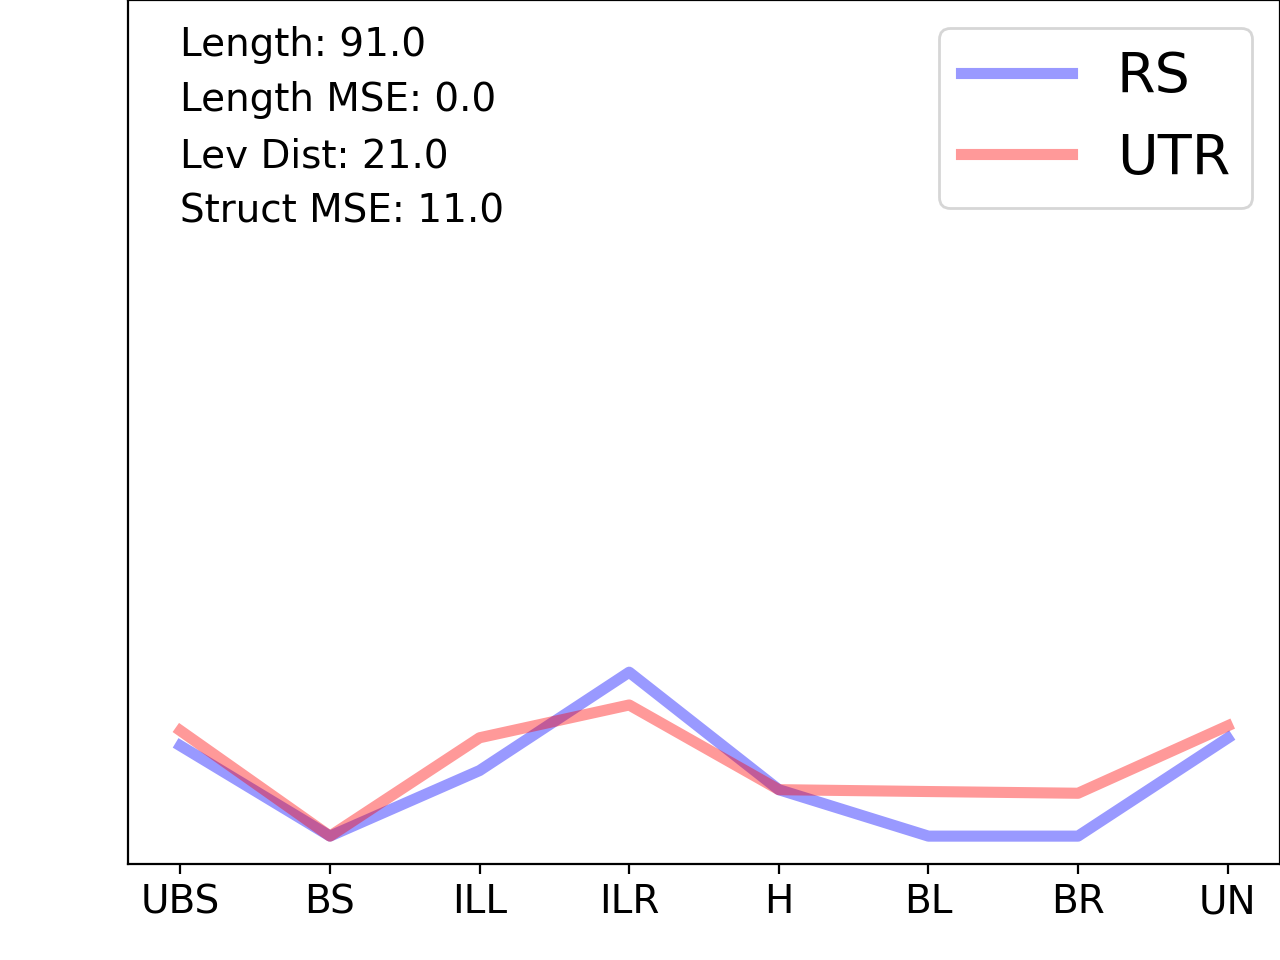 Length: 91.0
Length MSE: 0.0
Lev Dist: 21.0
Struct MSE: 11.0
RS
UTR
UBS BS ILL ILR H BL BR UN